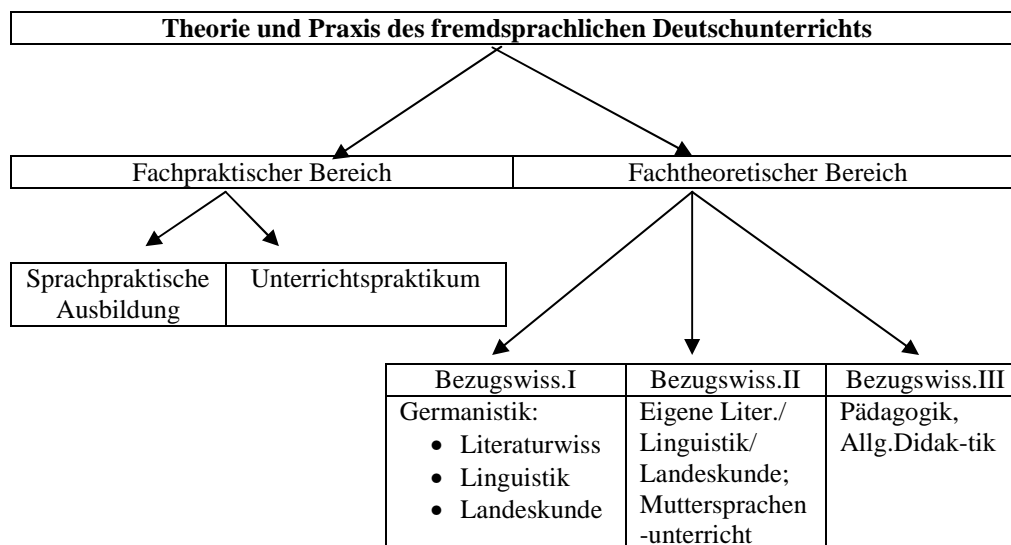 Theorie und Praxis des fremdsprachlichen Deutschunterrichts
Fachpraktischer Bereich
Fachtheoretischer Bereich
Sprachpraktische
Ausbildung
Unterrichtspraktikum
Bezugswiss.I
Germanistik:
• Literaturwiss
• Linguistik
• Landeskunde
Bezugswiss.II
Eigene Liter./
Linguistik/
Landeskunde;
Muttersprachen
-unterricht
Bezugswiss.III
Pädagogik,
Allg.Didak-tik